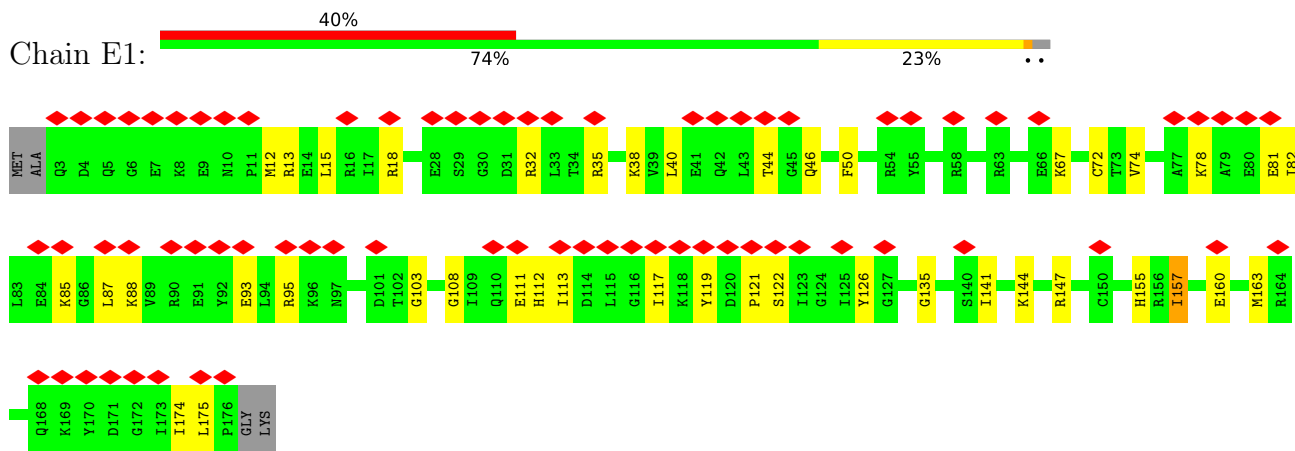 40%
Chain E1:
74% 23% • •
MET ALA Q3 D4 Q5 G6 E7 K8 E9 N10 P11 M12 R13 E14 L15 R16 I17 R18 E28 S29 G30 D31 R32 L33 T34 R35 K38 V39 L40 E41 Q42 L43 T44 G45 Q46 F50 R54 Y55 R58 R63 E66 K67 C72 T73 V74 A77 K78 A79 E80 E81 I82
L83 E84 K85 G86 L87 K88 V89 R90 E91 Y92 E93 L94 R95 K96 N97 D101 T102 G103 G108 I109 Q110 E111 H112 I113 D114 L115 G116 I117 K118 Y119 D120 P121 S122 I123 G124 I125 Y126 G127 G135 S140 I141 K144 R147 C150 H155 R156 I157 E160 M163 R164
Q168 K169 Y170 D171 G172 I173 I174 L175 P176 GLY LYS